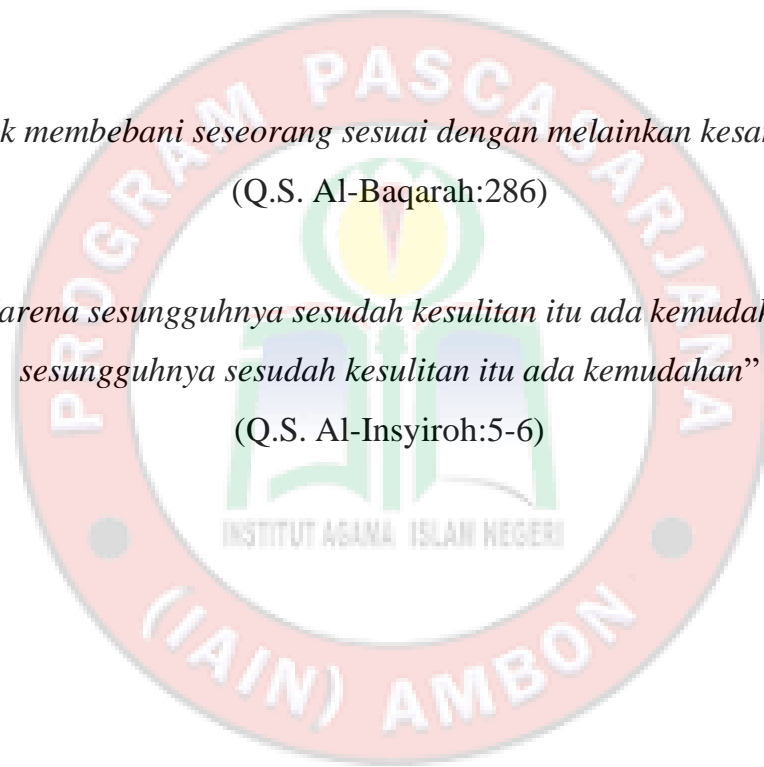 PROGRAM PASCASARJANA
k membebani seseorang sesuai dengan melainkan kesa
(Q.S. Al-Baqarah:286)
arena sesungguhnya sesudah kesulitan itu ada kemudah
sesungguhnya sesudah kesulitan itu ada kemudahan”
(Q.S. Al-Insyiroh:5-6)
INSTITUT AGAMA ISLAM NEGERI
(IAIN) AMBON